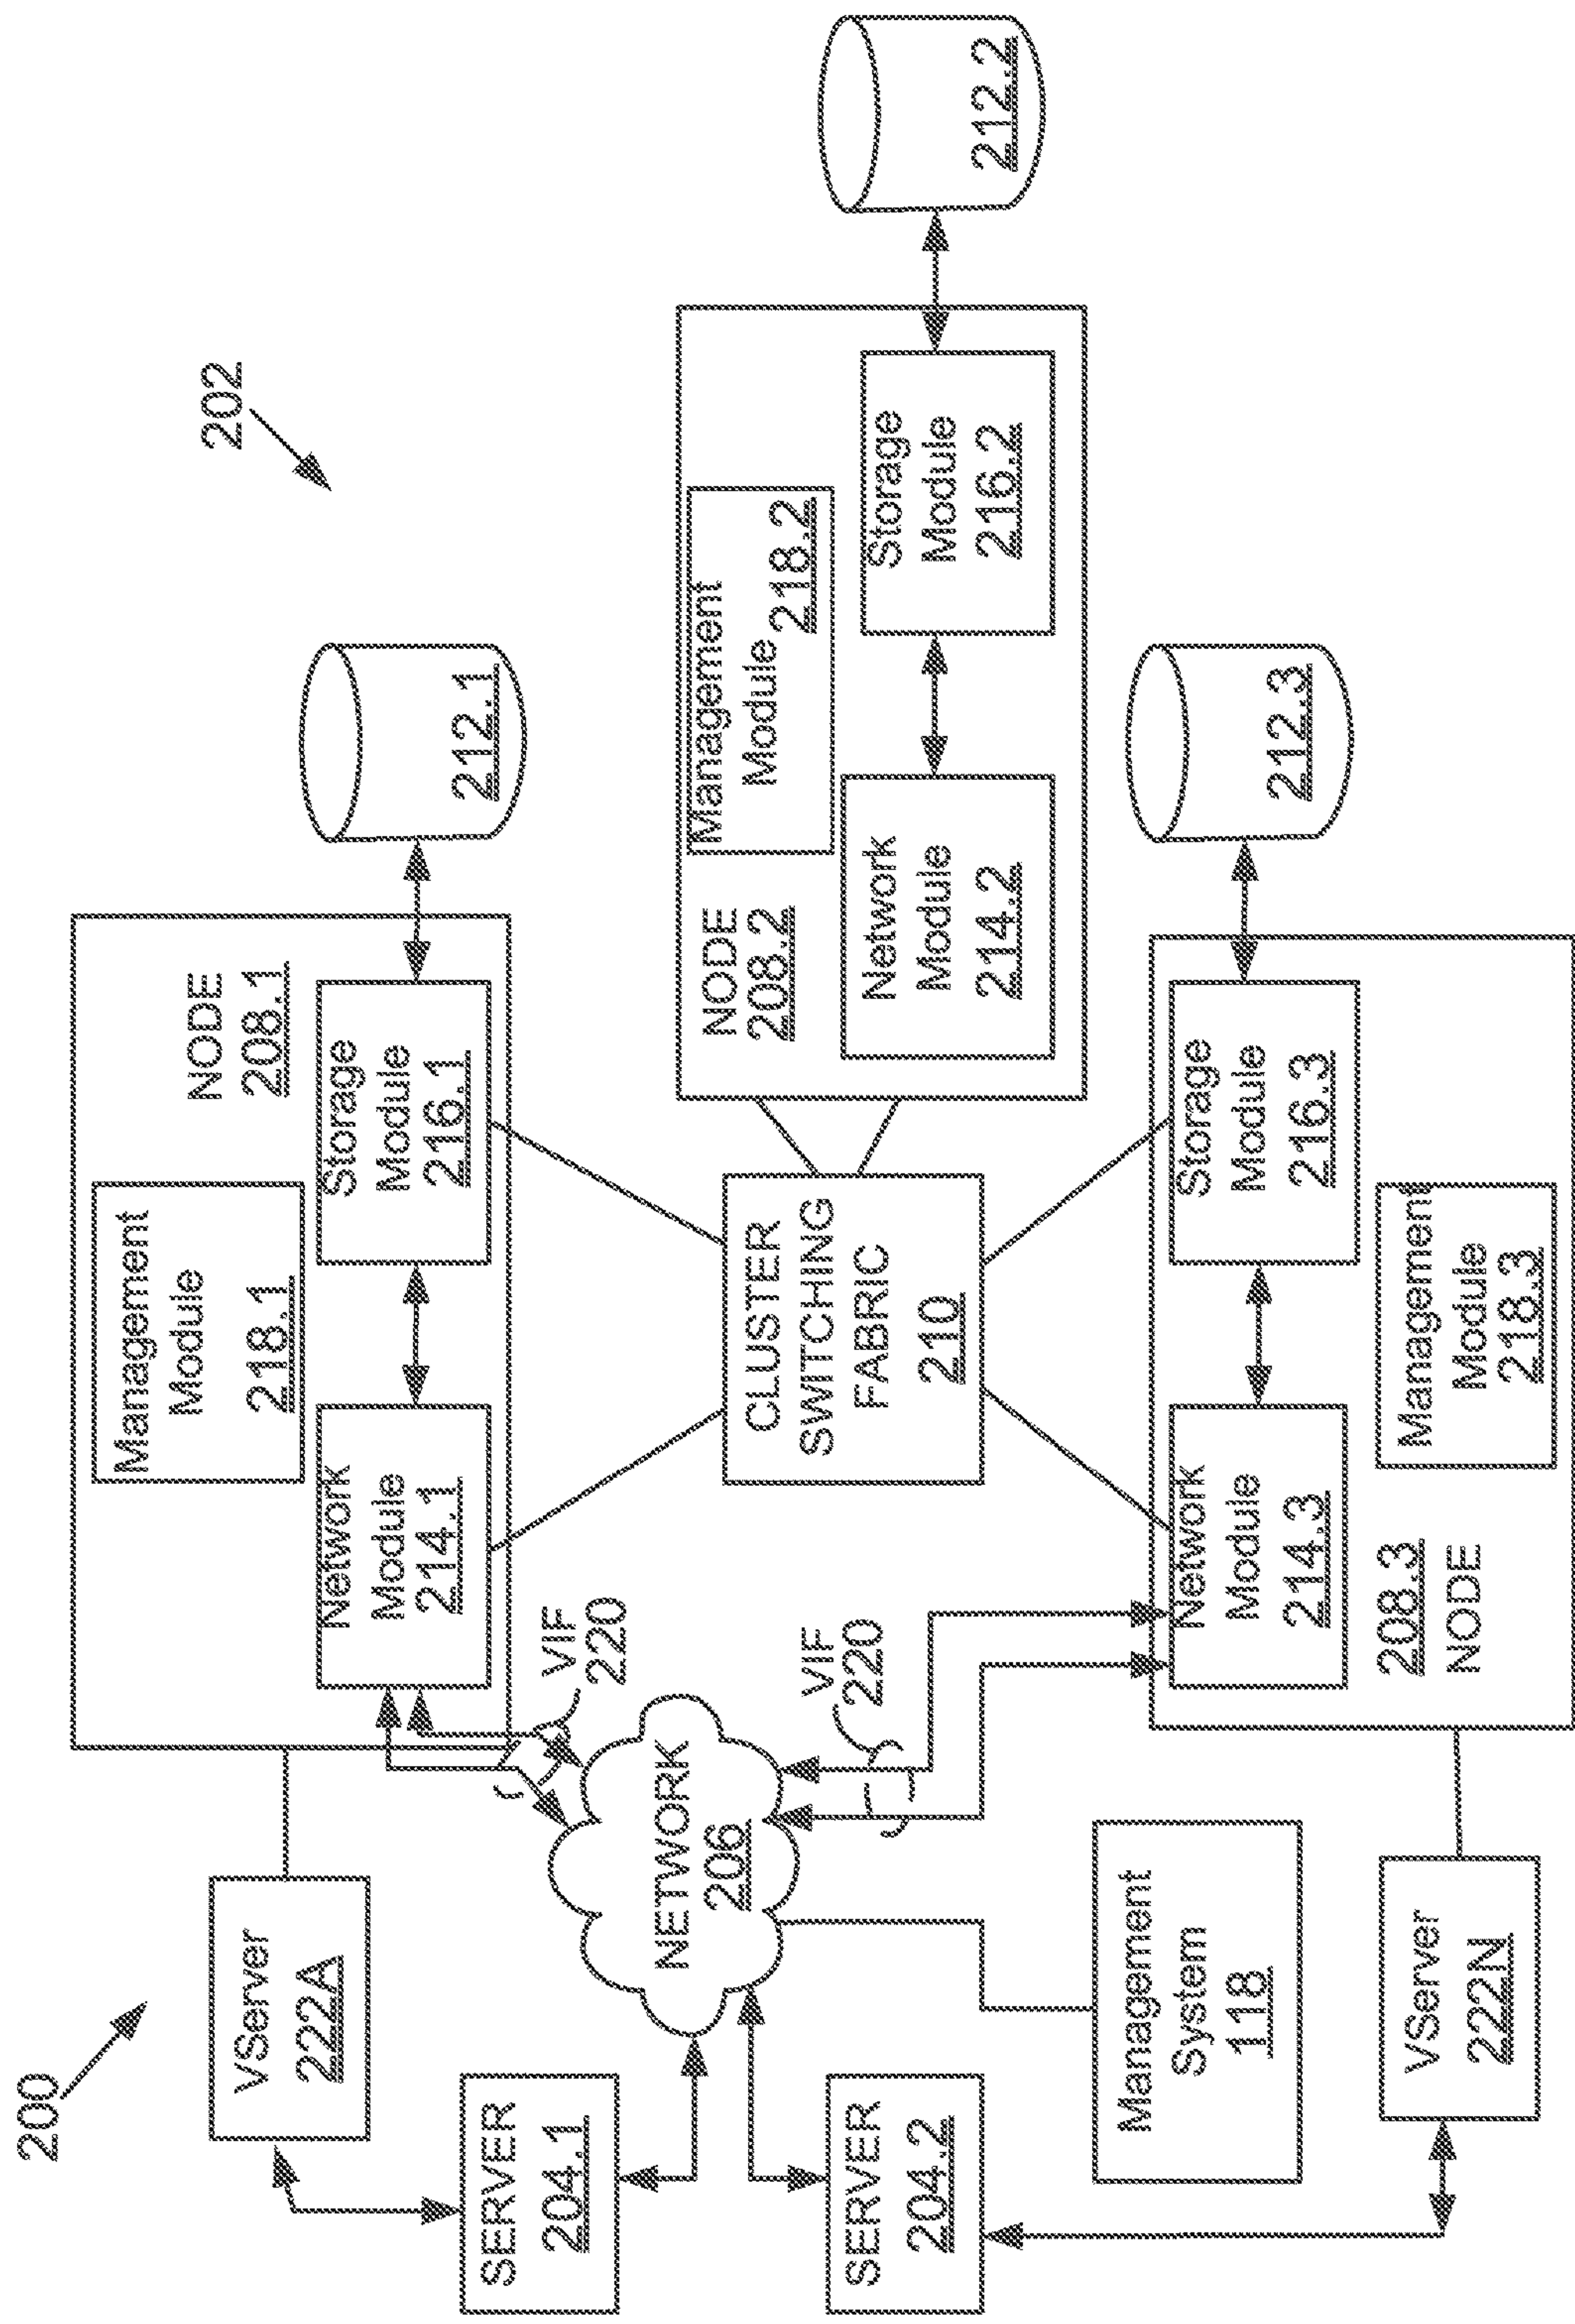 200
202
VServer
222A
SERVER
204.1
SERVER
204.2
Management
System
118
VServer
222N
NETWORK
206
VIF
220
VIF
220
Management
Module
218.1
NODE
208.1
Network
Module
214.1
Storage
Module
216.1
212.1
CLUSTER
SWITCHING
FABRIC
210
NODE
208.2
Management
Module
218.2
Network
Module
214.2
Storage
Module
216.2
212.2
Network
Module
214.3
Storage
Module
216.3
212.3
208.3
NODE
Management
Module
218.3